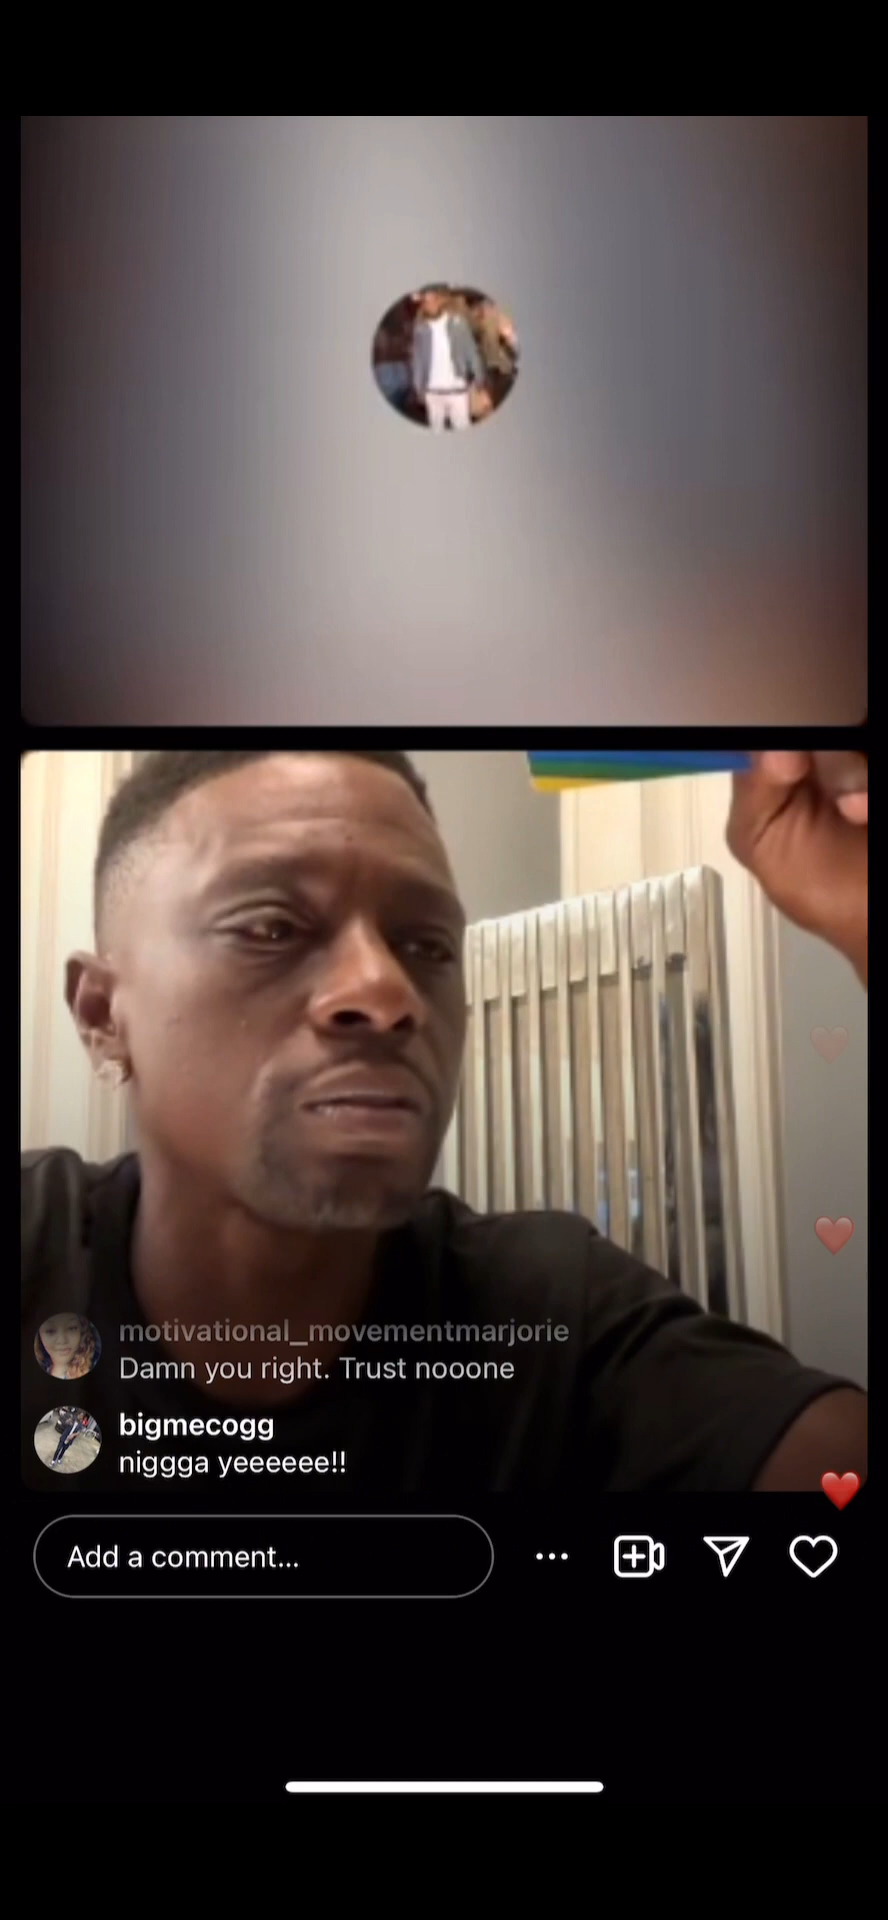 motivational_movementmarjorie
Damn you right. Trust nooone
bigmecogg
niggga yeeeeee!!
Add a comment...